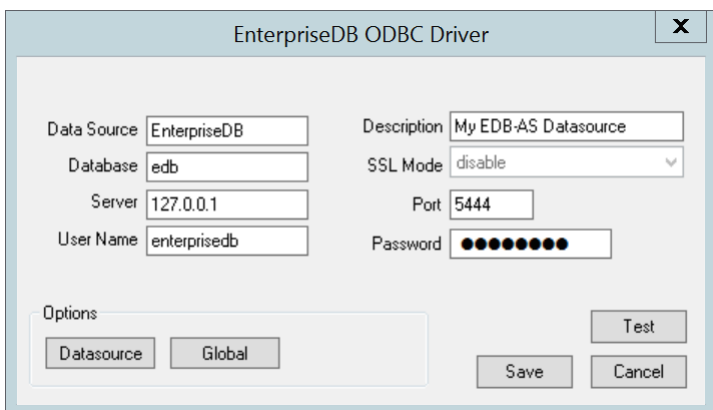 EnterpriseDB ODBC Driver
X
Data Source EnterpriseDB
Description My EDB-AS Datasource
Database edb
SSL Mode disable
Server 127.0.0.1
Port 5444
User Name enterprisedb
Password ●●●●●●●●
Options
Datasource Global
Test
Save Cancel